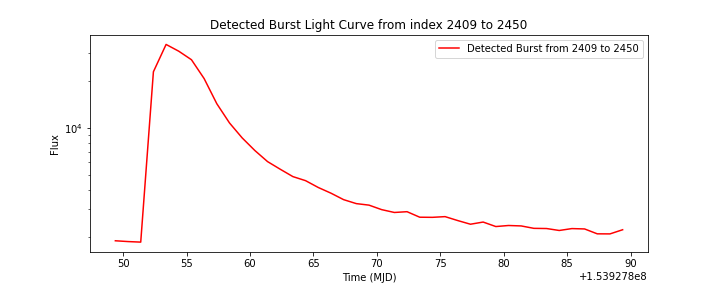 Detected Burst Light Curve from index 2409 to 2450
Detected Burst from 2409 to 2450
Flux
10⁴
50 55 60 65 70 75 80 85 90
Time (MJD)
+1.539278e8